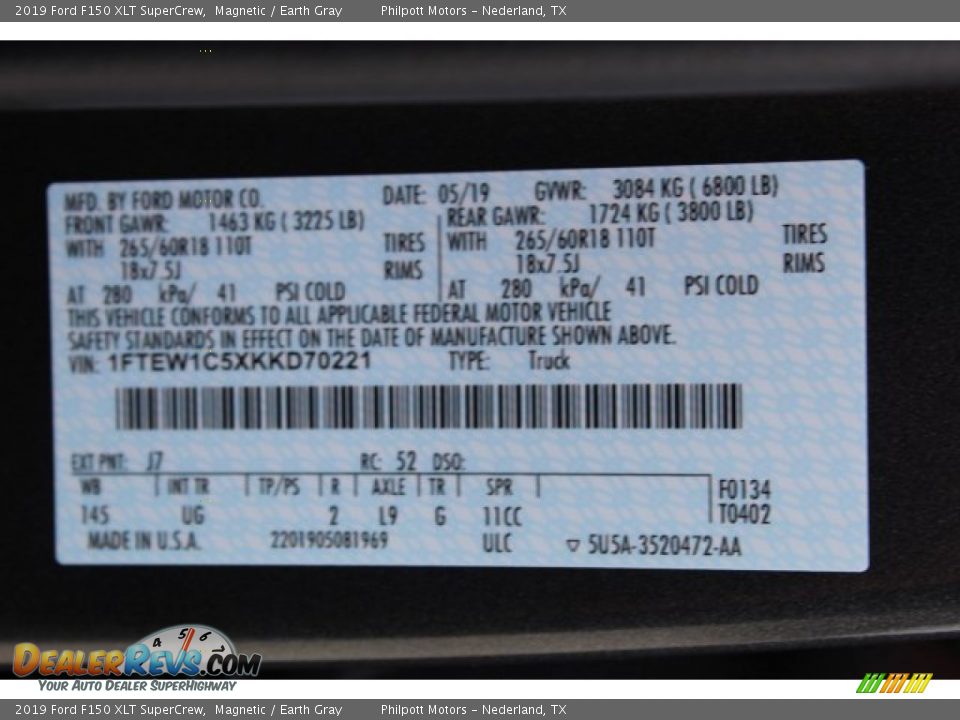 2019 Ford F150 XLT SuperCrew, Magnetic / Earth Gray Philpott Motors - Nederland, TX
MFD. BY FORD MOTOR CO. DATE: 05/19 GVWR: 3084 KG ( 6800 LB)
FRONT GAWR: 1463 KG ( 3225 LB) REAR GAWR: 1724 KG ( 3800 LB)
WITH 265/60R18 110T TIRES WITH 265/60R18 110T TIRES
18x7.5J RIMS 18x7.5J RIMS
AT 280 kPa/ 41 PSI COLD AT 280 kPa/ 41 PSI COLD
THIS VEHICLE CONFORMS TO ALL APPLICABLE FEDERAL MOTOR VEHICLE
SAFETY STANDARDS IN EFFECT ON THE DATE OF MANUFACTURE SHOWN ABOVE.
VIN: 1FTEW1C5XKKD70221 TYPE: Truck
EXT PNT: J7 RC: 52 DSO:
WB INT TR TP/PS R AXLE TR SPR F0134
145 UG 2 L9 G 11CC T0402
MADE IN U.S.A. 2201905081969 ULC ▽ 5U5A-3520472-AA
4 5 6
DEALERREVS.COM
YOUR AUTO DEALER SUPERHIGHWAY
2019 Ford F150 XLT SuperCrew, Magnetic / Earth Gray Philpott Motors - Nederland, TX